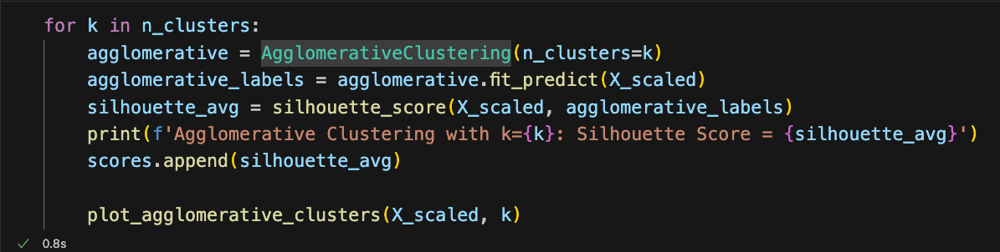 for k in n_clusters:
    agglomerative = AgglomerativeClustering(n_clusters=k)
    agglomerative_labels = agglomerative.fit_predict(X_scaled)
    silhouette_avg = silhouette_score(X_scaled, agglomerative_labels)
    print(f'Agglomerative Clustering with k={k}: Silhouette Score = {silhouette_avg}')
    scores.append(silhouette_avg)

    plot_agglomerative_clusters(X_scaled, k)
✓ 0.8s